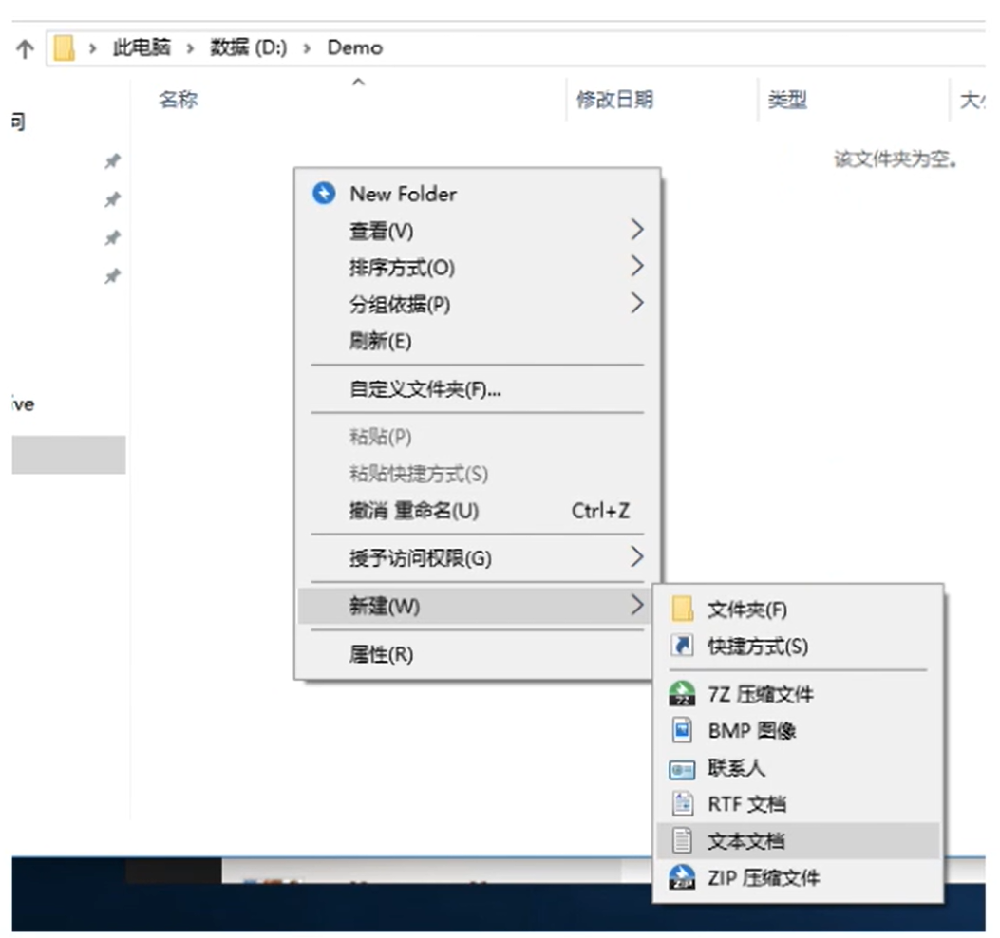 此电脑 › 数据 (D:) › Demo
名称 修改日期 类型 大小
问
该文件夹为空。
New Folder
查看(V)
排序方式(O)
分组依据(P)
刷新(E)
ve
自定义文件夹(F)...
粘贴(P)
粘贴快捷方式(S)
撤消 重命名(U) Ctrl+Z
授予访问权限(G)
新建(W)
属性(R)
文件夹(F)
快捷方式(S)
7Z 压缩文件
BMP 图像
联系人
RTF 文档
文本文档
ZIP 压缩文件